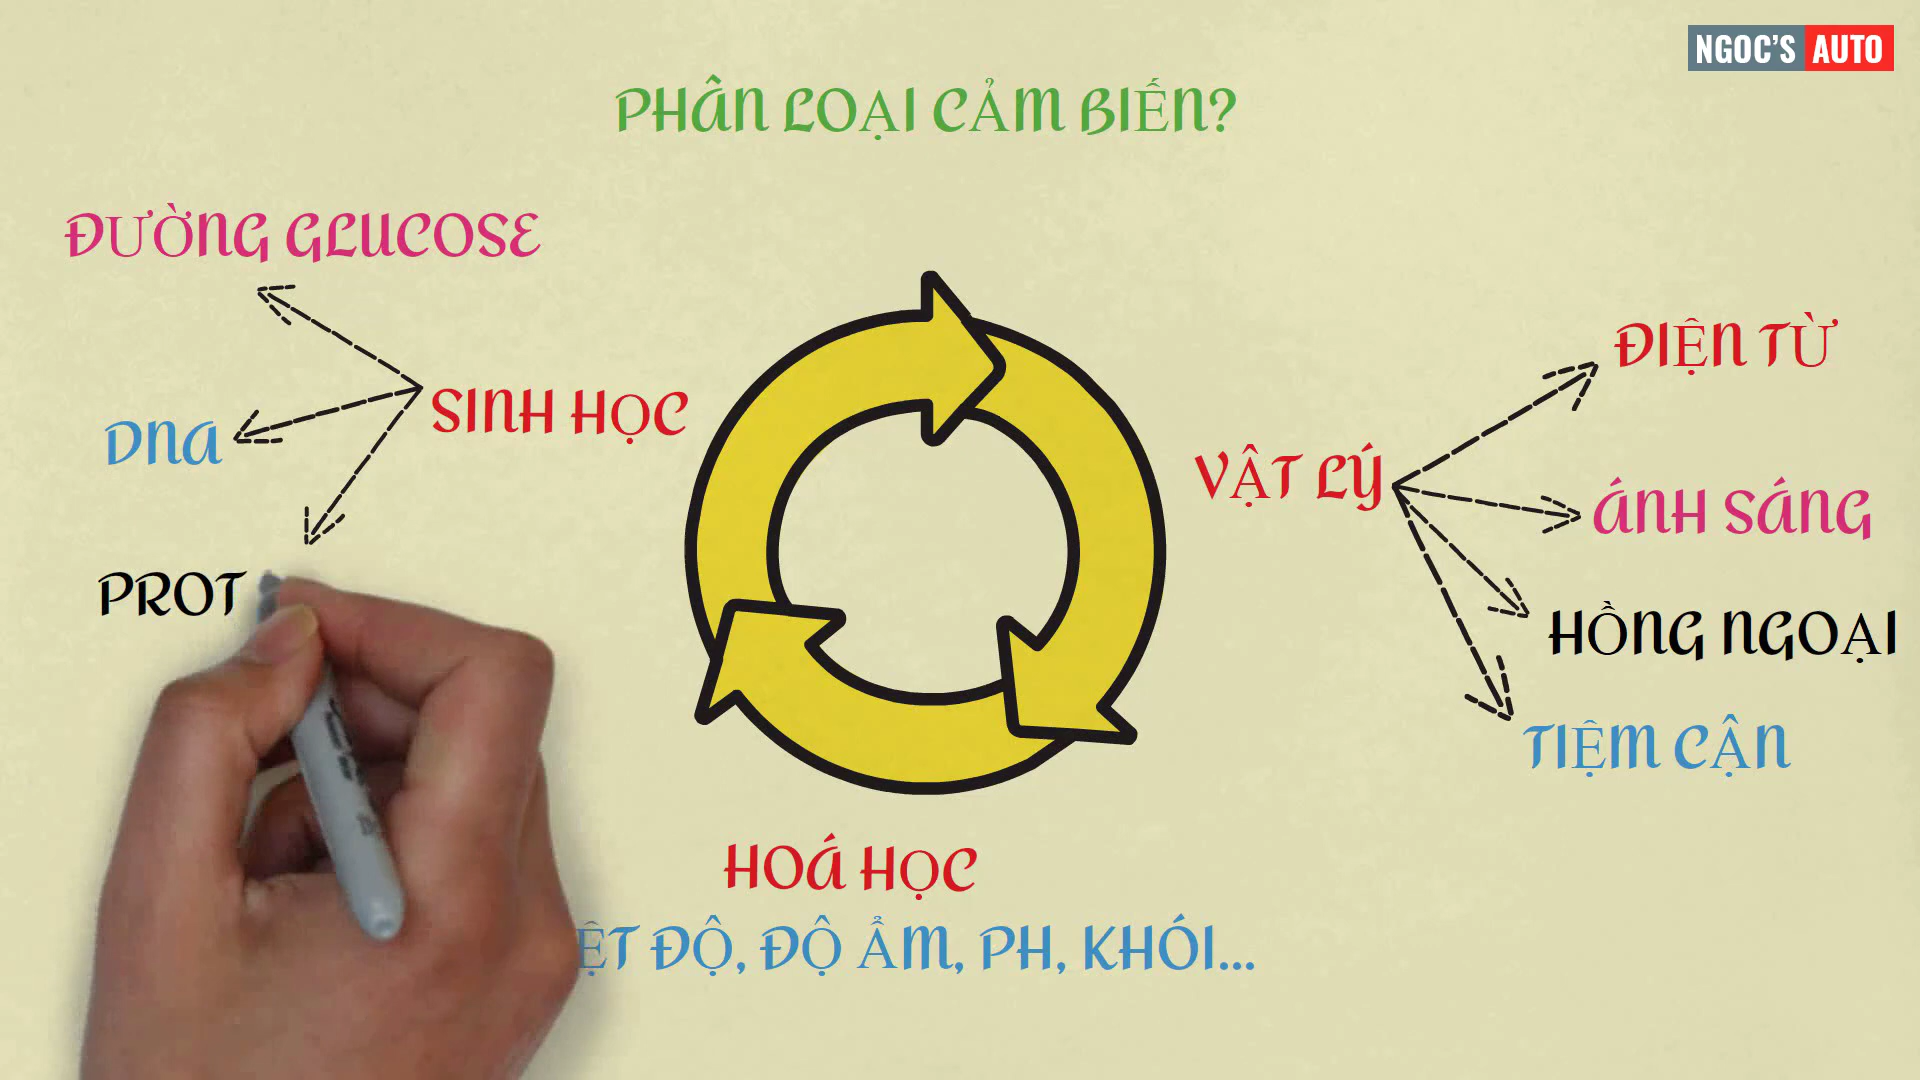 NGOC'S AUTO
PHÂN LOẠI CẢM BIẾN?
ĐƯỜNG GLUCOSE
DNA
PROT
SINH HỌC
VẬT LÝ
ĐIỆN TỪ
ÁNH SÁNG
HỒNG NGOẠI
TIỆM CẬN
HOÁ HỌC
ĐỘ, ĐỘ ẨM, PH, KHÓI...